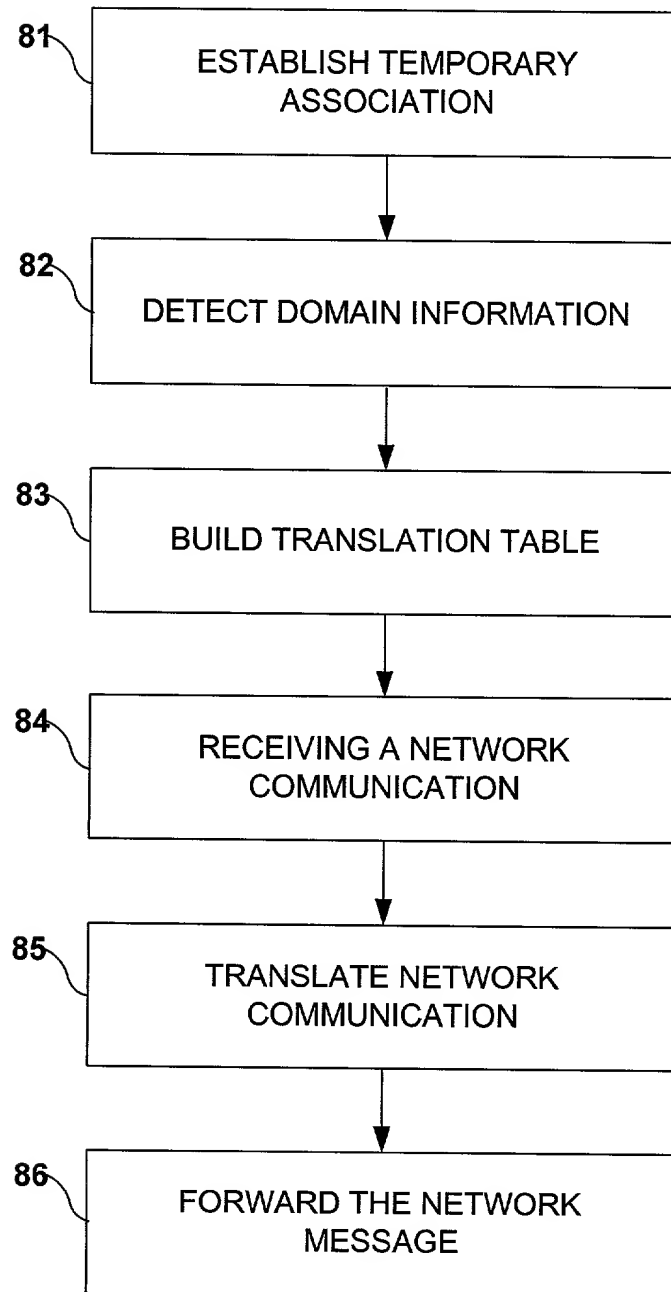 81
ESTABLISH TEMPORARY
ASSOCIATION
82
DETECT DOMAIN INFORMATION
83
BUILD TRANSLATION TABLE
84
RECEIVING A NETWORK
COMMUNICATION
85
TRANSLATE NETWORK
COMMUNICATION
86
FORWARD THE NETWORK
MESSAGE